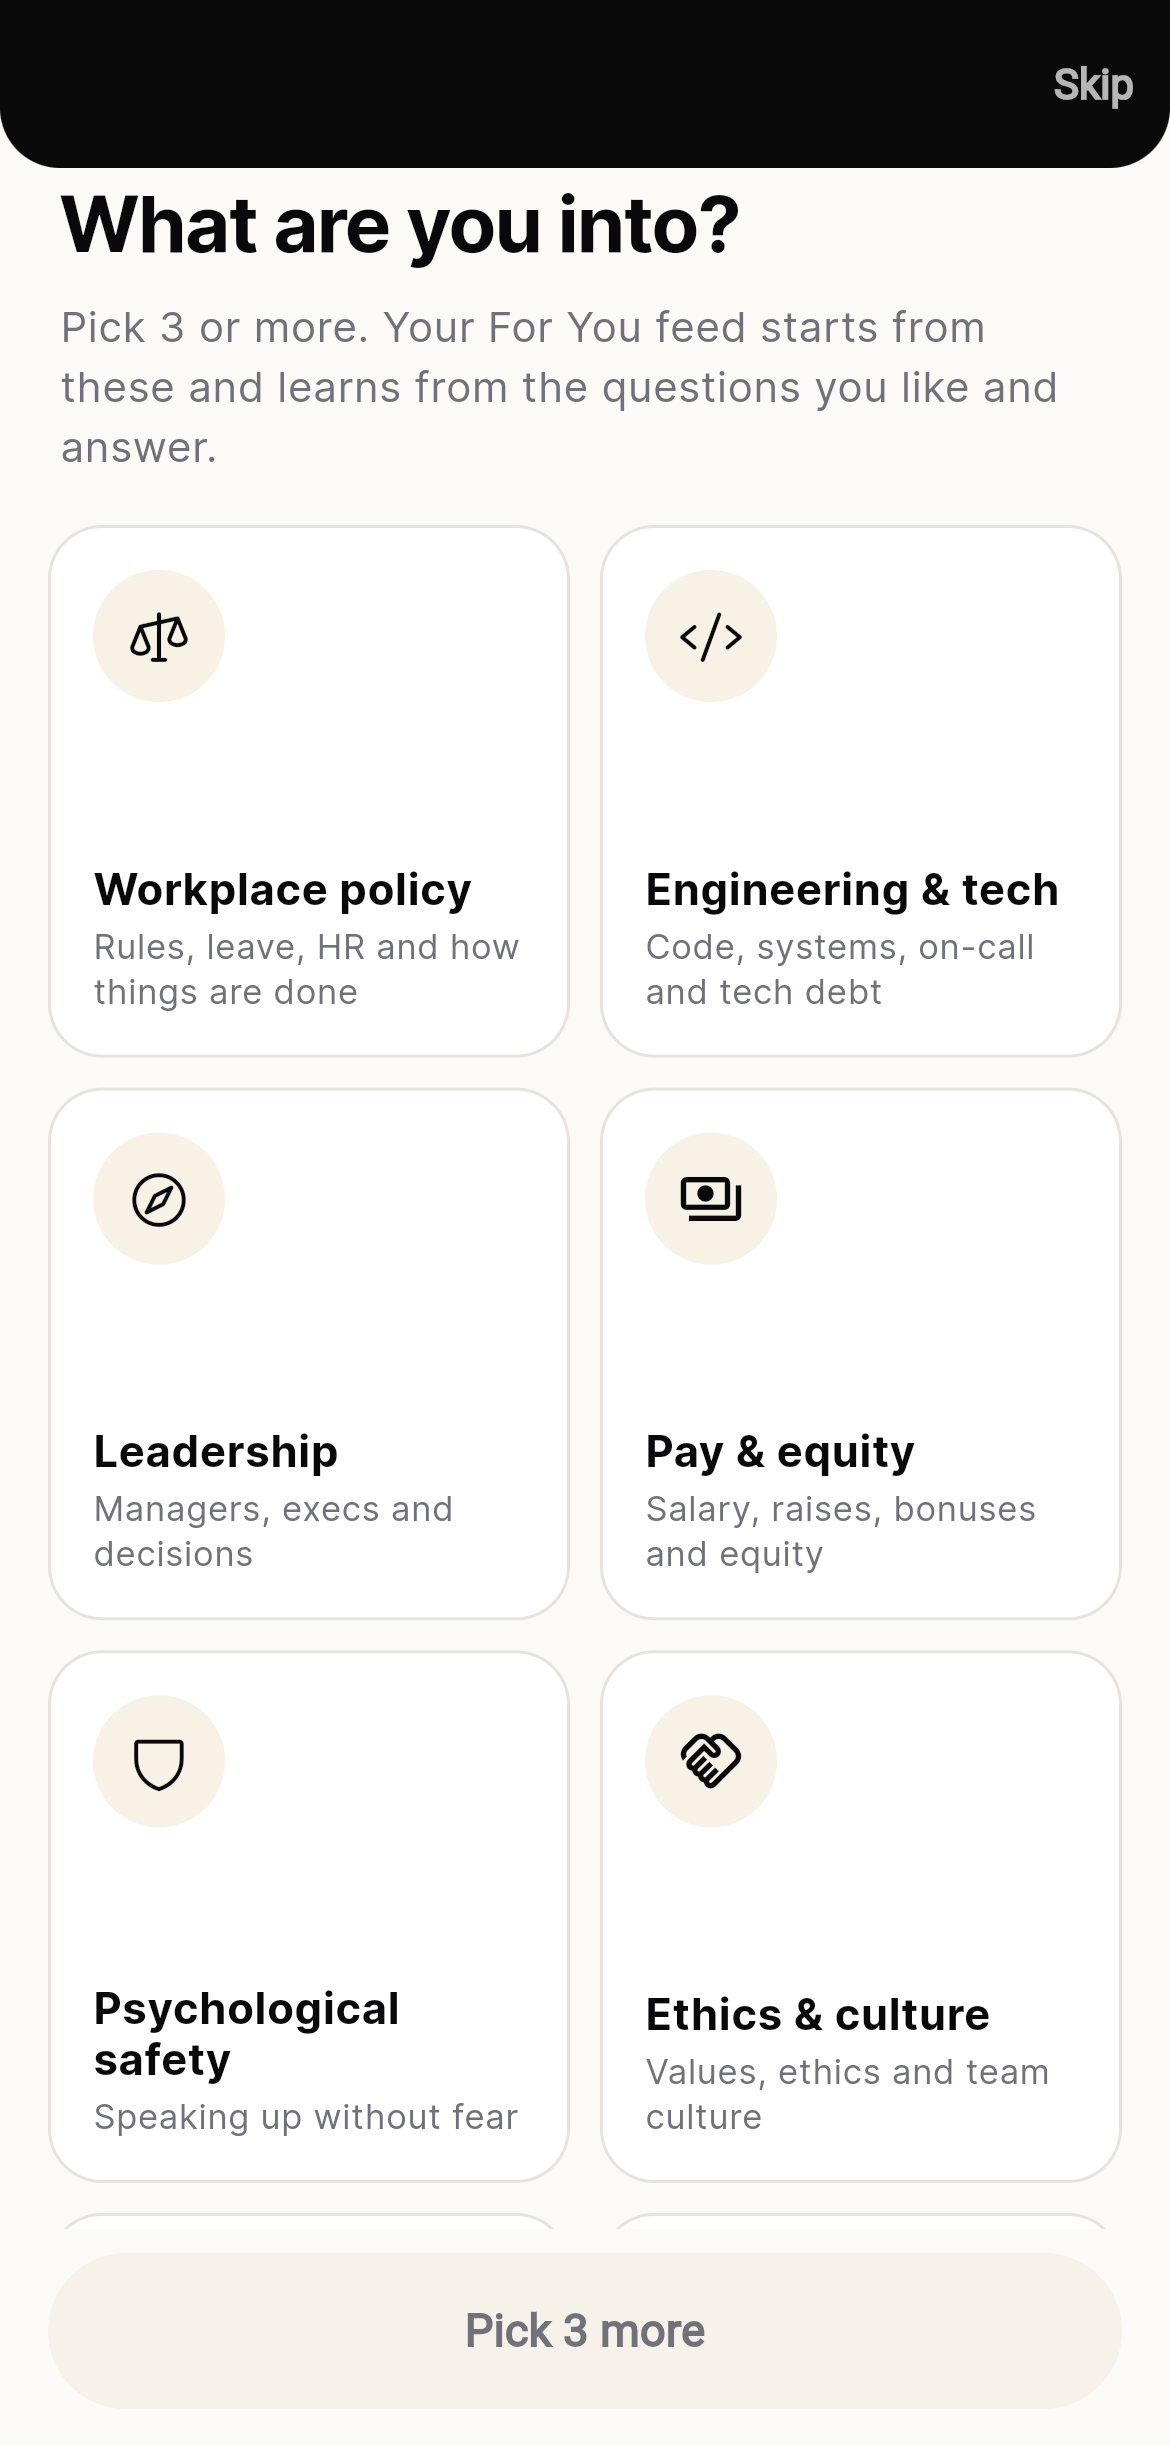 Skip
What are you into?
Pick 3 or more. Your For You feed starts from
these and learns from the questions you like and
answer.
Workplace policy
Rules, leave, HR and how
things are done
Engineering & tech
Code, systems, on-call
and tech debt
Leadership
Managers, execs and
decisions
Pay & equity
Salary, raises, bonuses
and equity
Psychological
safety
Speaking up without fear
Ethics & culture
Values, ethics and team
culture
Pick 3 more